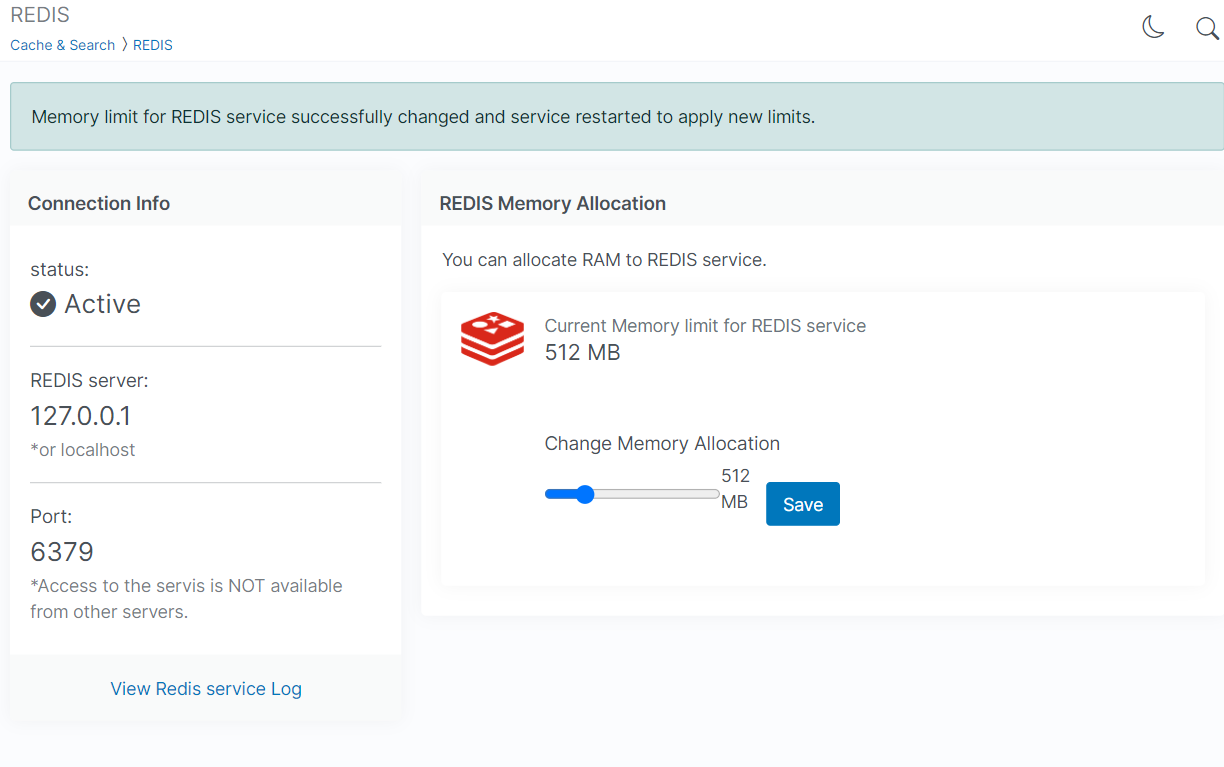 REDIS
Cache & Search 〉 REDIS
Memory limit for REDIS service successfully changed and service restarted to apply new limits.
Connection Info
status:
Active
REDIS server:
127.0.0.1
*or localhost
Port:
6379
*Access to the servis is NOT available
from other servers.
View Redis service Log
REDIS Memory Allocation
You can allocate RAM to REDIS service.
Current Memory limit for REDIS service
512 MB
Change Memory Allocation
512
MB
Save